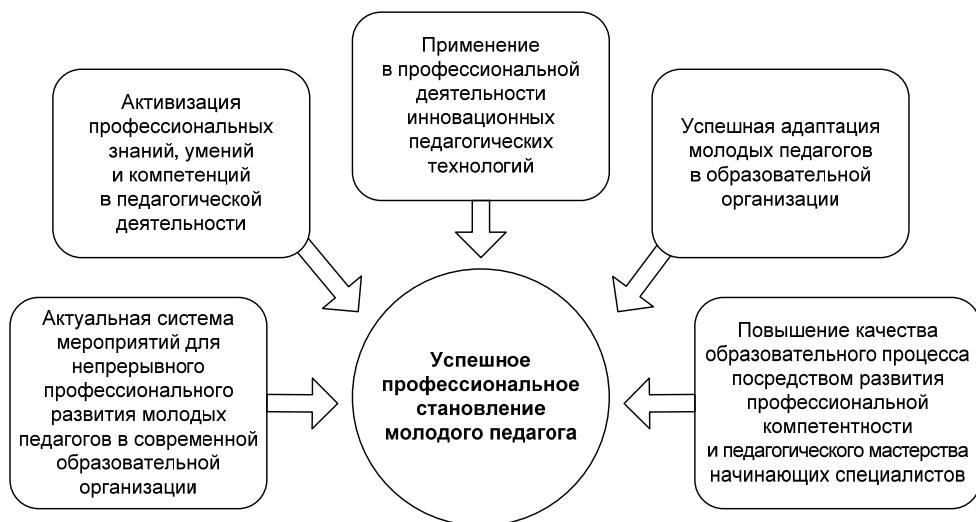 Применение
в профессиональной
деятельности
инновационных
педагогических
технологий
Активизация
профессиональных
знаний, умений
и компетенций
в педагогической
деятельности
Успешная адаптация
молодых педагогов
в образовательной
организации
Актуальная система
мероприятий для
непрерывного
профессионального
развития молодых
педагогов в современной
образовательной
организации
Успешное
профессиональное
становление
молодого педагога
Повышение качества
образовательного процесса
посредством развития
профессиональной
компетентности
и педагогического мастерства
начинающих специалистов